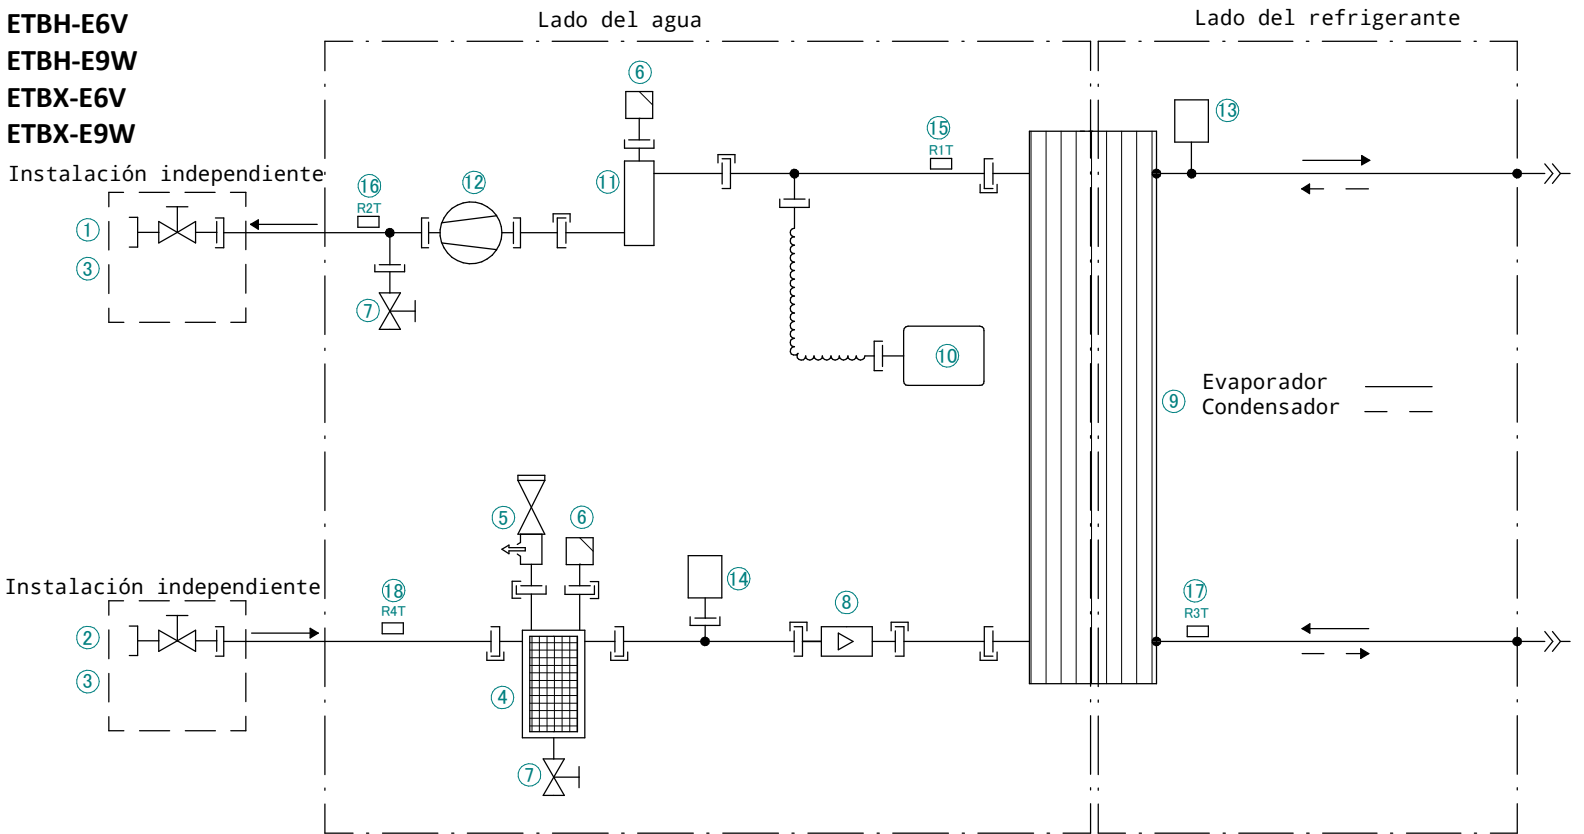 ETBH-E6V
ETBH-E9W
ETBX-E6V
ETBX-E9W
Lado del agua
Lado del refrigerante
Instalación independiente
⑥
⑬
⑮
R1T
⑯
R2T
⑫
⑪
①
③
⑦
⑩
Evaporador
Condensador
⑨
⑤
⑥
Instalación independiente
⑱
R4T
⑭
⑧
⑰
R3T
②
③
④
⑦